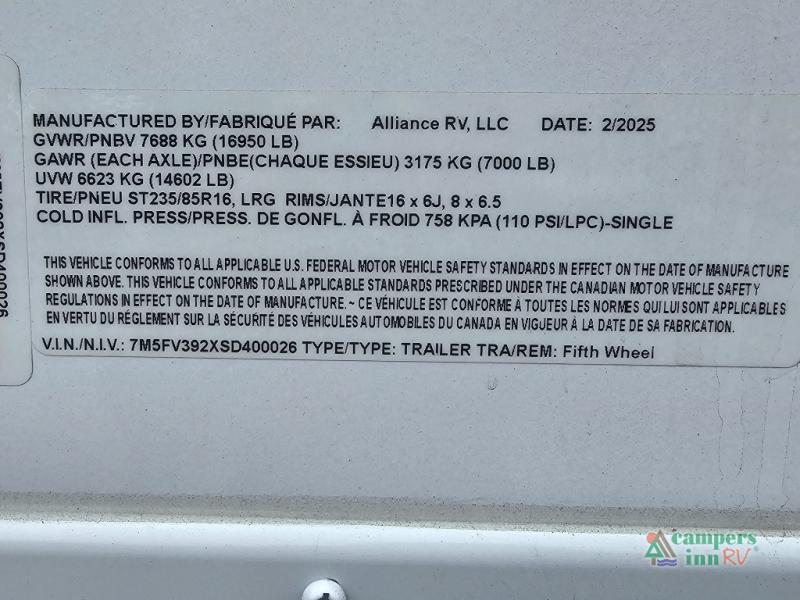 MANUFACTURED BY/FABRIQUÉ PAR: Alliance RV, LLC DATE: 2/2025
GVWR/PNBV 7688 KG (16950 LB)
GAWR (EACH AXLE)/PNBE(CHAQUE ESSIEU) 3175 KG (7000 LB)
UVW 6623 KG (14602 LB)
TIRE/PNEU ST235/85R16, LRG RIMS/JANTE16 x 6J, 8 x 6.5
COLD INFL. PRESS/PRESS. DE GONFL. À FROID 758 KPA (110 PSI/LPC)-SINGLE
THIS VEHICLE CONFORMS TO ALL APPLICABLE U.S. FEDERAL MOTOR VEHICLE SAFETY STANDARDS IN EFFECT ON THE DATE OF MANUFACTURE
SHOWN ABOVE. THIS VEHICLE CONFORMS TO ALL APPLICABLE STANDARDS PRESCRIBED UNDER THE CANADIAN MOTOR VEHICLE SAFETY
REGULATIONS IN EFFECT ON THE DATE OF MANUFACTURE. ~ CE VÉHICULE EST CONFORME À TOUTES LES NORMES QUI LUI SONT APPLICABLES
EN VERTU DU RÉGLEMENT SUR LA SÉCURITÉ DES VÉHICULES AUTOMOBILES DU CANADA EN VIGUEUR À LA DATE DE SA FABRICATION.
V.I.N./N.I.V.: 7M5FV392XSD400026 TYPE/TYPE: TRAILER TRA/REM: Fifth Wheel
campers
inn RV